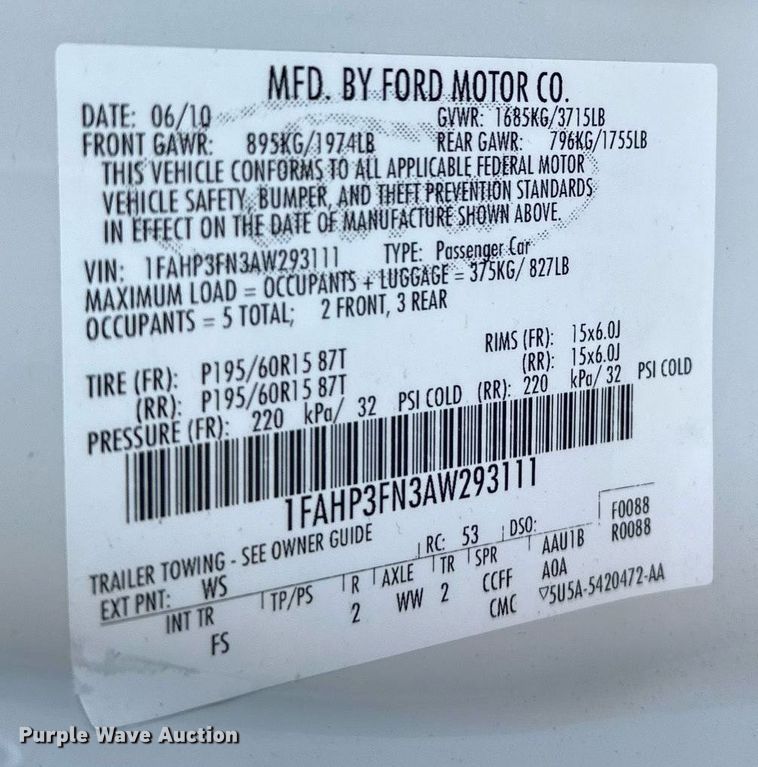 MFD. BY FORD MOTOR CO.
DATE: 06/10 GVWR: 1685KG/3715LB
FRONT GAWR: 895KG/1974LB REAR GAWR: 796KG/1755LB
THIS VEHICLE CONFORMS TO ALL APPLICABLE FEDERAL MOTOR
VEHICLE SAFETY, BUMPER, AND THEFT PREVENTION STANDARDS
IN EFFECT ON THE DATE OF MANUFACTURE SHOWN ABOVE.
VIN: 1FAHP3FN3AW293111 TYPE: Passenger Car
MAXIMUM LOAD = OCCUPANTS + LUGGAGE = 375KG/ 827LB
OCCUPANTS = 5 TOTAL; 2 FRONT, 3 REAR
TIRE (FR): P195/60R15 87T RIMS (FR): 15x6.0J
(RR): P195/60R15 87T (RR): 15x6.0J
PRESSURE (FR): 220 kPa/ 32 PSI COLD (RR): 220 kPa/ 32 PSI COLD
1FAHP3FN3AW293111
TRAILER TOWING - SEE OWNER GUIDE
EXT PNT: WS RC: 53 DSO: F0088
INT TR TP/PS R AXLE TR SPR AAU1B R0088
FS 2 WW 2 CCFF A0A
CMC ▽5U5A-5420472-AA
Purple Wave Auction